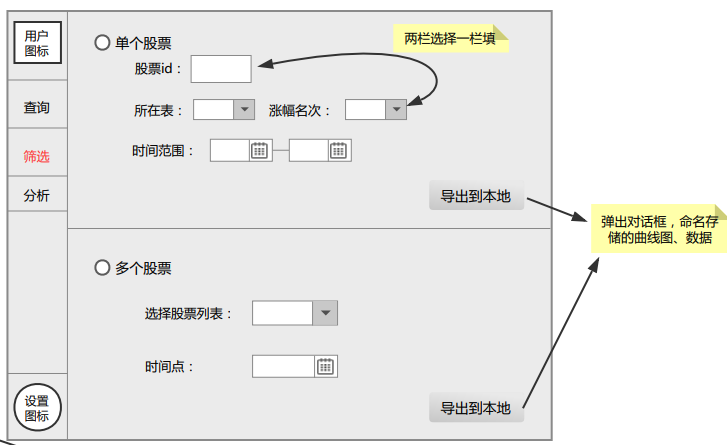 用户
图标
查询
筛选
分析
设置
图标
单个股票
两栏选择一栏填
股票id：
所在表：
涨幅名次：
时间范围：
导出到本地
弹出对话框，命名存
储的曲线图、数据
多个股票
选择股票列表：
时间点：
导出到本地